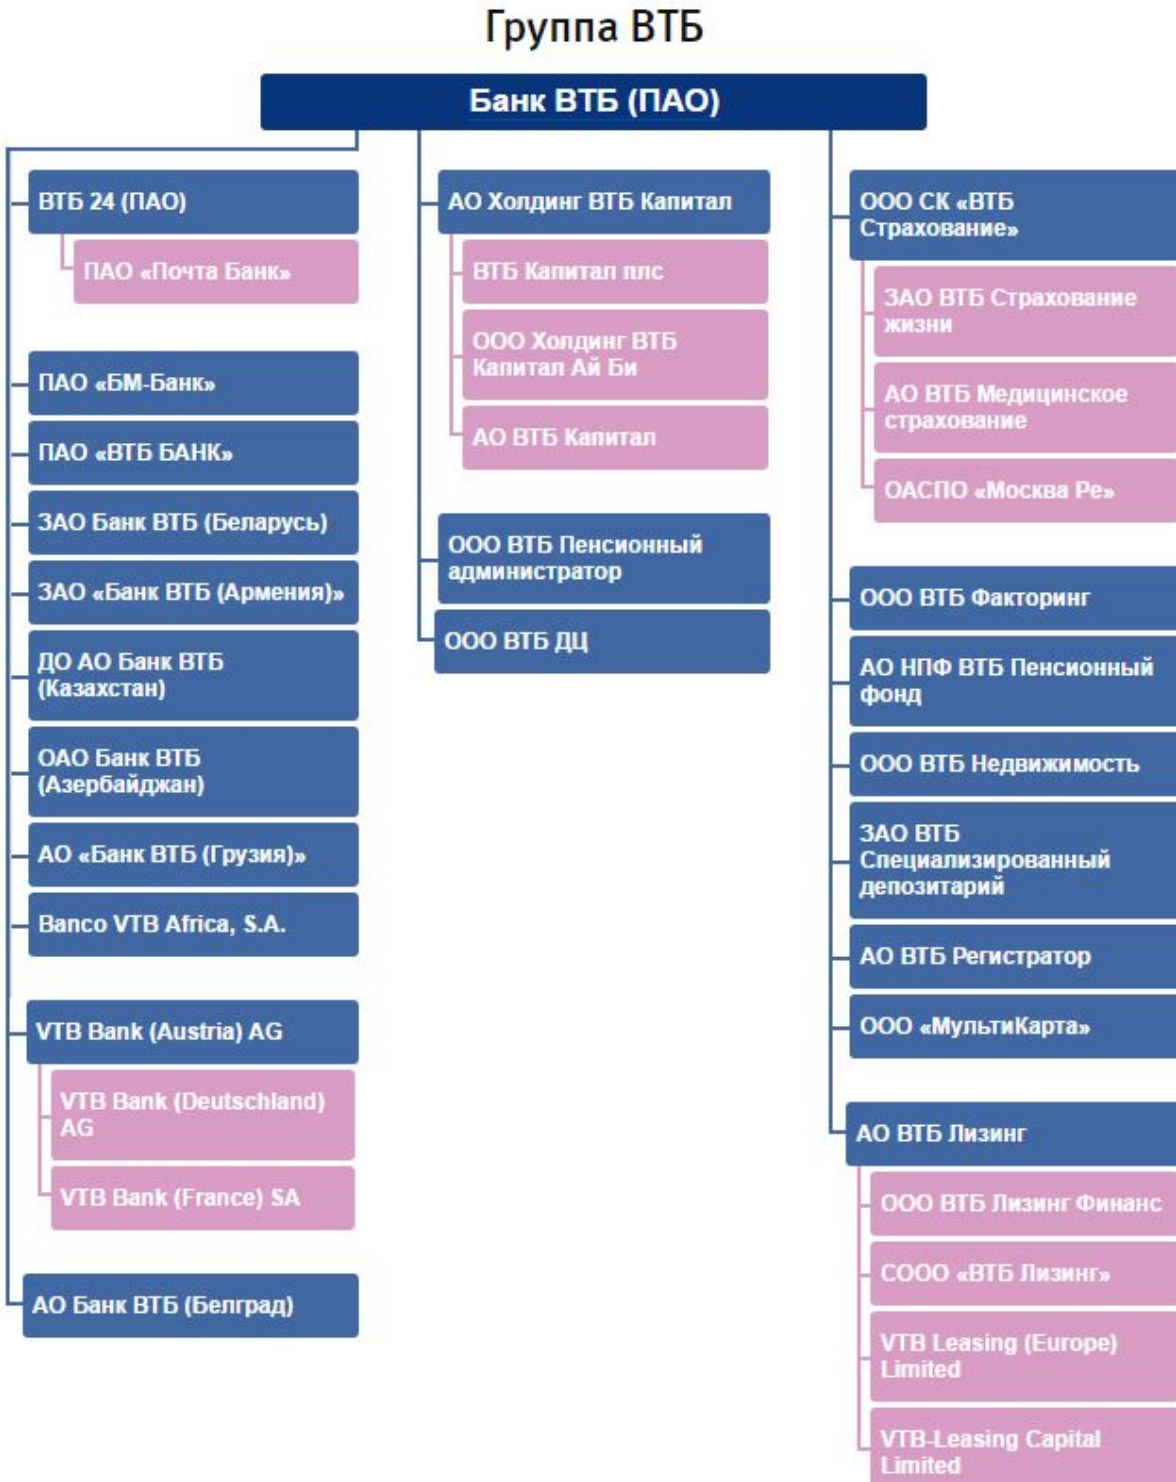 Группа ВТБ
Банк ВТБ (ПАО)
ВТБ 24 (ПАО)
ПАО «Почта Банк»
ПАО «БМ-Банк»
ПАО «ВТБ БАНК»
ЗАО Банк ВТБ (Беларусь)
ЗАО «Банк ВТБ (Армения)»
ДО АО Банк ВТБ
(Казахстан)
ОАО Банк ВТБ
(Азербайджан)
АО «Банк ВТБ (Грузия)»
Banco VTB Africa, S.A.
VTB Bank (Austria) AG
VTB Bank (Deutschland)
AG
VTB Bank (France) SA
АО Банк ВТБ (Белград)
АО Холдинг ВТБ Капитал
ВТБ Капитал плс
ООО Холдинг ВТБ
Капитал Ай Би
АО ВТБ Капитал
ООО ВТБ Пенсионный
администратор
ООО ВТБ ДЦ
ООО СК «ВТБ
Страхование»
ЗАО ВТБ Страхование
жизни
АО ВТБ Медицинское
страхование
ОАСПО «Москва Ре»
ООО ВТБ Факторинг
АО НПФ ВТБ Пенсионный
фонд
ООО ВТБ Недвижимость
ЗАО ВТБ
Специализированный
депозитарий
АО ВТБ Регистратор
ООО «МультиКарта»
АО ВТБ Лизинг
ООО ВТБ Лизинг Финанс
СООО «ВТБ Лизинг»
VTB Leasing (Europe)
Limited
VTB-Leasing Capital
Limited